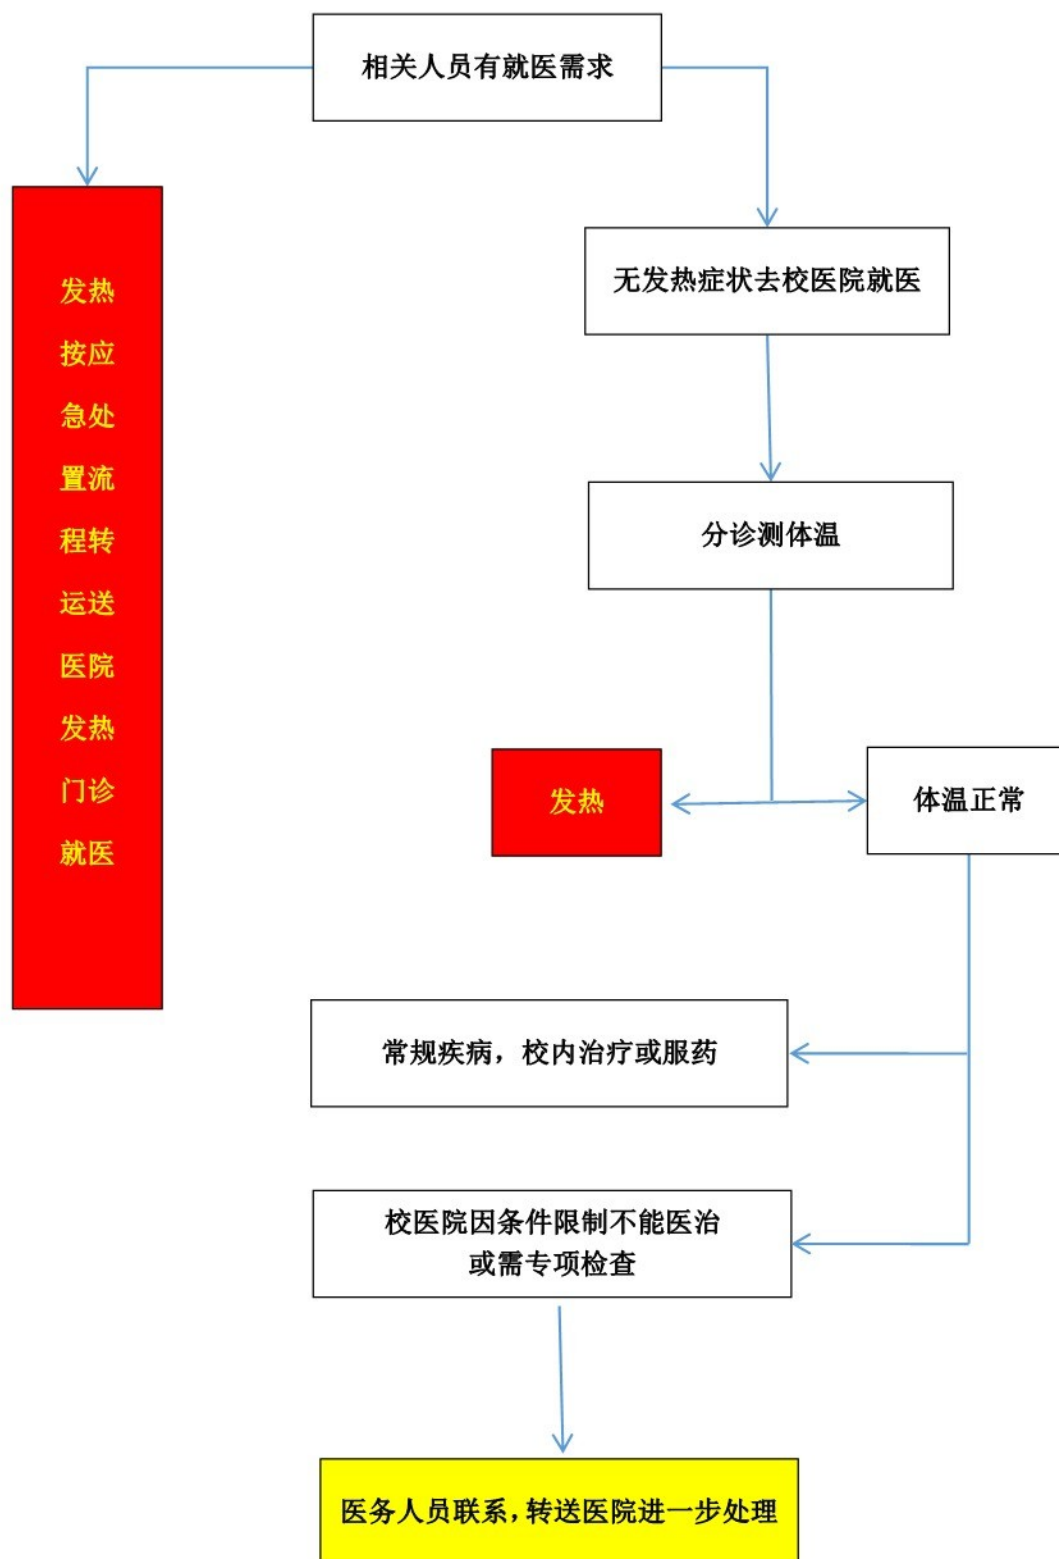 相关人员有就医需求
发热
按应
急处
置流
程转
运送
医院
发热
门诊
就医
无发热症状去校医院就医
分诊测体温
发热
体温正常
常规疾病，校内治疗或服药
校医院因条件限制不能医治
或需专项检查
医务人员联系，转送医院进一步处理